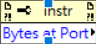 instr
Bytes at Port